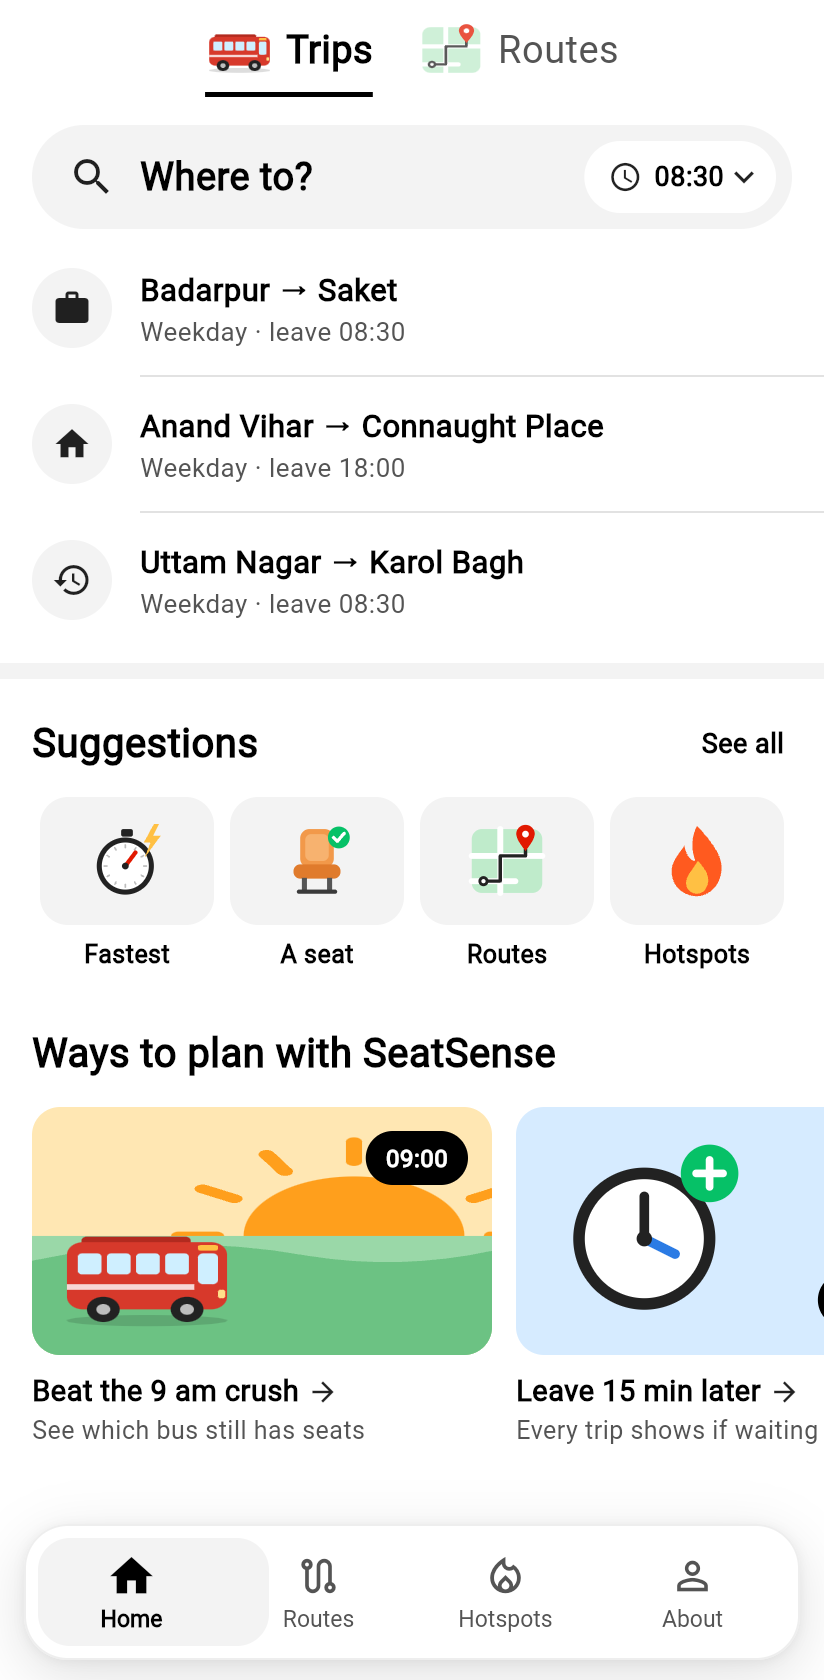 Trips
Routes
Where to?
08:30
Badarpur → Saket
Weekday · leave 08:30
Anand Vihar → Connaught Place
Weekday · leave 18:00
Uttam Nagar → Karol Bagh
Weekday · leave 08:30
Suggestions
See all
Fastest
A seat
Routes
Hotspots
Ways to plan with SeatSense
09:00
Beat the 9 am crush →
See which bus still has seats
Leave 15 min later →
Every trip shows if waiting
Home
Routes
Hotspots
About